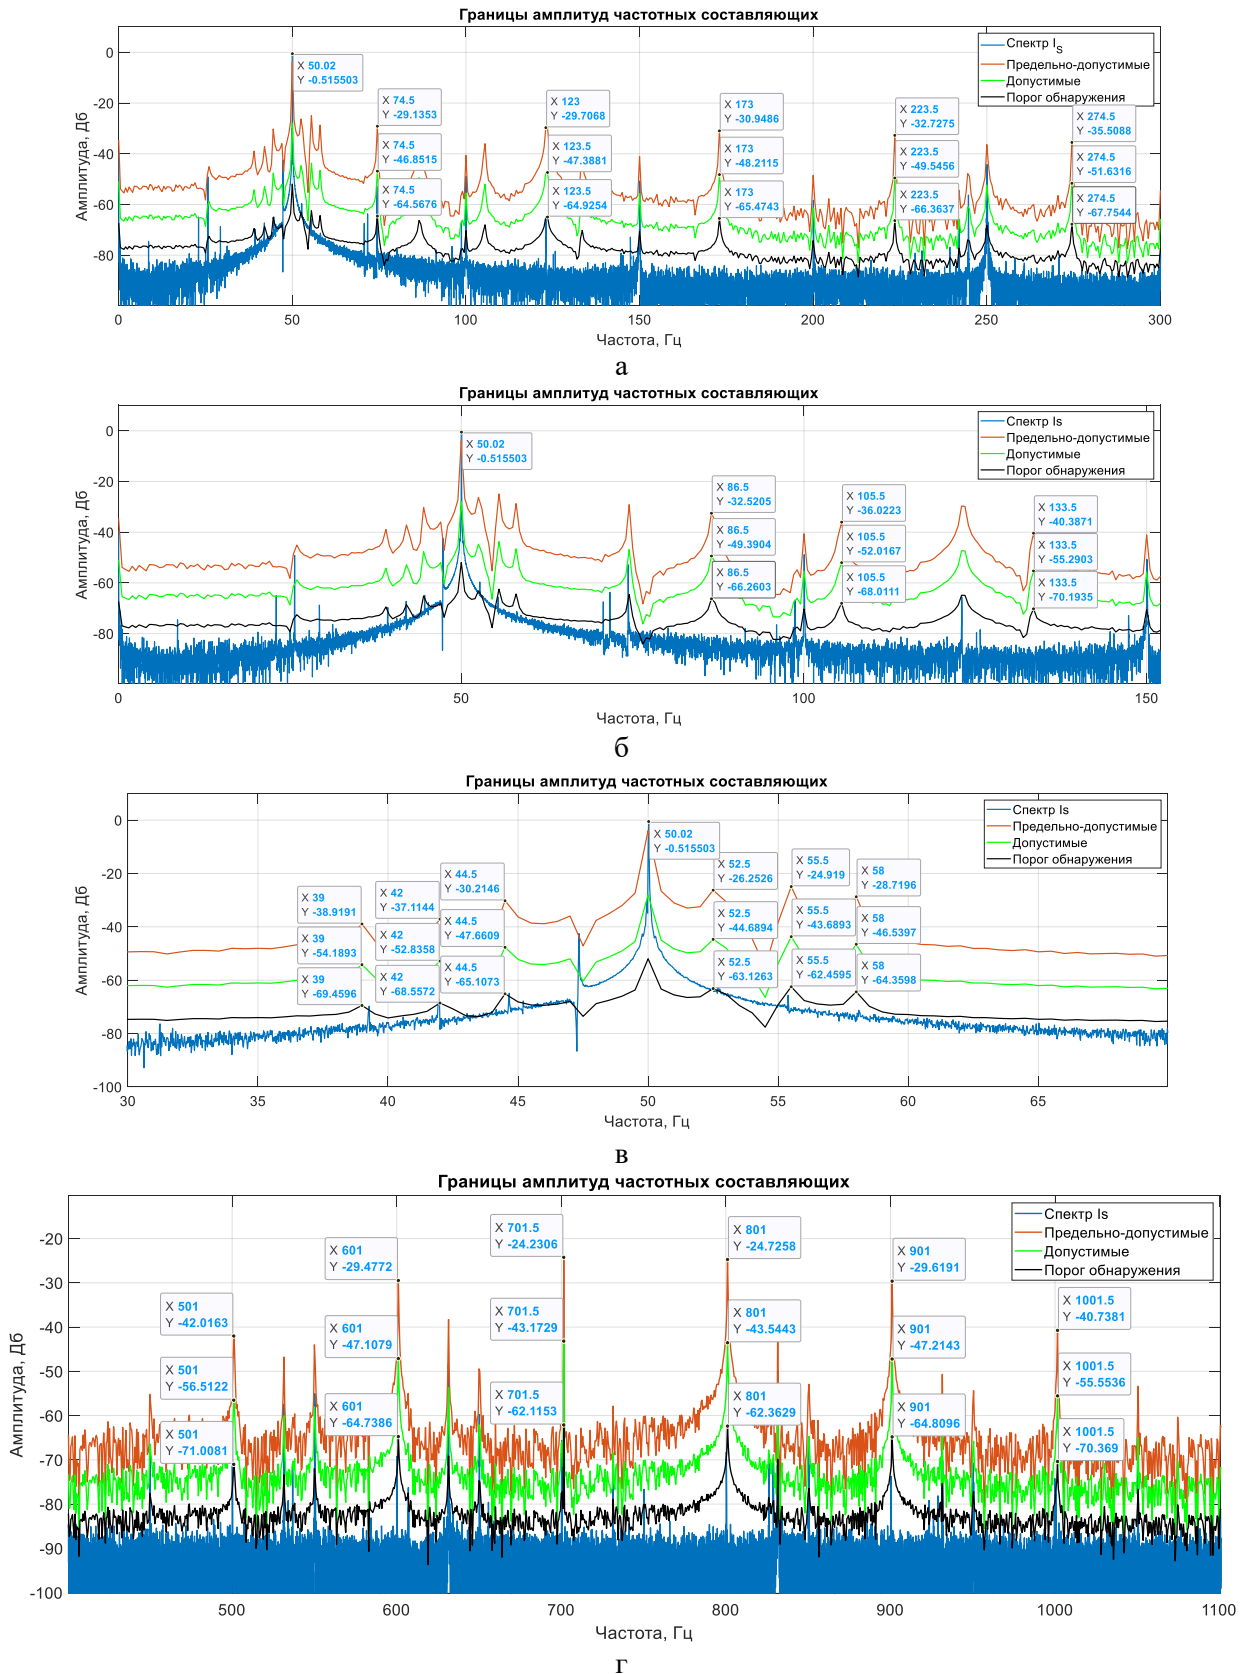 Границы амплитуд частотных составляющих
Спектр I_S
Предельно-допустимые
Допустимые
Порог обнаружения
X 50.02
Y -0.515503
X 74.5
Y -29.1353
X 74.5
Y -46.8515
X 74.5
Y -64.5676
X 123
Y -29.7068
X 123.5
Y -47.3881
X 123.5
Y -64.9254
X 173
Y -30.9486
X 173
Y -48.2115
X 173
Y -65.4743
X 223.5
Y -32.7275
X 223.5
Y -49.5456
X 223.5
Y -66.3637
X 274.5
Y -35.5088
X 274.5
Y -51.6316
X 274.5
Y -67.7544
Амплитуда, Дб
0
-20
-40
-60
-80
0 50 100 150 200 250 300
Частота, Гц
а
Границы амплитуд частотных составляющих
Спектр Is
Предельно-допустимые
Допустимые
Порог обнаружения
X 50.02
Y -0.515503
X 86.5
Y -32.5205
X 86.5
Y -49.3904
X 86.5
Y -66.2603
X 105.5
Y -36.0223
X 105.5
Y -52.0167
X 105.5
Y -68.0111
X 133.5
Y -40.3871
X 133.5
Y -55.2903
X 133.5
Y -70.1935
Амплитуда, Дб
0
-20
-40
-60
-80
0 50 100 150
Частота, Гц
б
Границы амплитуд частотных составляющих
Спектр Is
Предельно-допустимые
Допустимые
Порог обнаружения
X 39
Y -38.9191
X 39
Y -54.1893
X 39
Y -69.4596
X 42
Y -37.1144
X 42
Y -52.8358
X 42
Y -68.5572
X 44.5
Y -30.2146
X 44.5
Y -47.6609
X 44.5
Y -65.1073
X 50.02
Y -0.515503
X 52.5
Y -26.2526
X 52.5
Y -44.6894
X 52.5
Y -63.1263
X 55.5
Y -24.919
X 55.5
Y -43.6893
X 55.5
Y -62.4595
X 58
Y -28.7196
X 58
Y -46.5397
X 58
Y -64.3598
Амплитуда, Дб
0
-20
-40
-60
-80
-100
30 35 40 45 50 55 60 65
Частота, Гц
в
Границы амплитуд частотных составляющих
Спектр Is
Предельно-допустимые
Допустимые
Порог обнаружения
X 501
Y -42.0163
X 501
Y -56.5122
X 501
Y -71.0081
X 601
Y -29.4772
X 601
Y -47.1079
X 601
Y -64.7386
X 701.5
Y -24.2306
X 701.5
Y -43.1729
X 701.5
Y -62.1153
X 801
Y -24.7258
X 801
Y -43.5443
X 801
Y -62.3629
X 901
Y -29.6191
X 901
Y -47.2143
X 901
Y -64.8096
X 1001.5
Y -40.7381
X 1001.5
Y -55.5536
X 1001.5
Y -70.369
Амплитуда, Дб
-20
-30
-40
-50
-60
-70
-80
-90
-100
500 600 700 800 900 1000 1100
Частота, Гц
г